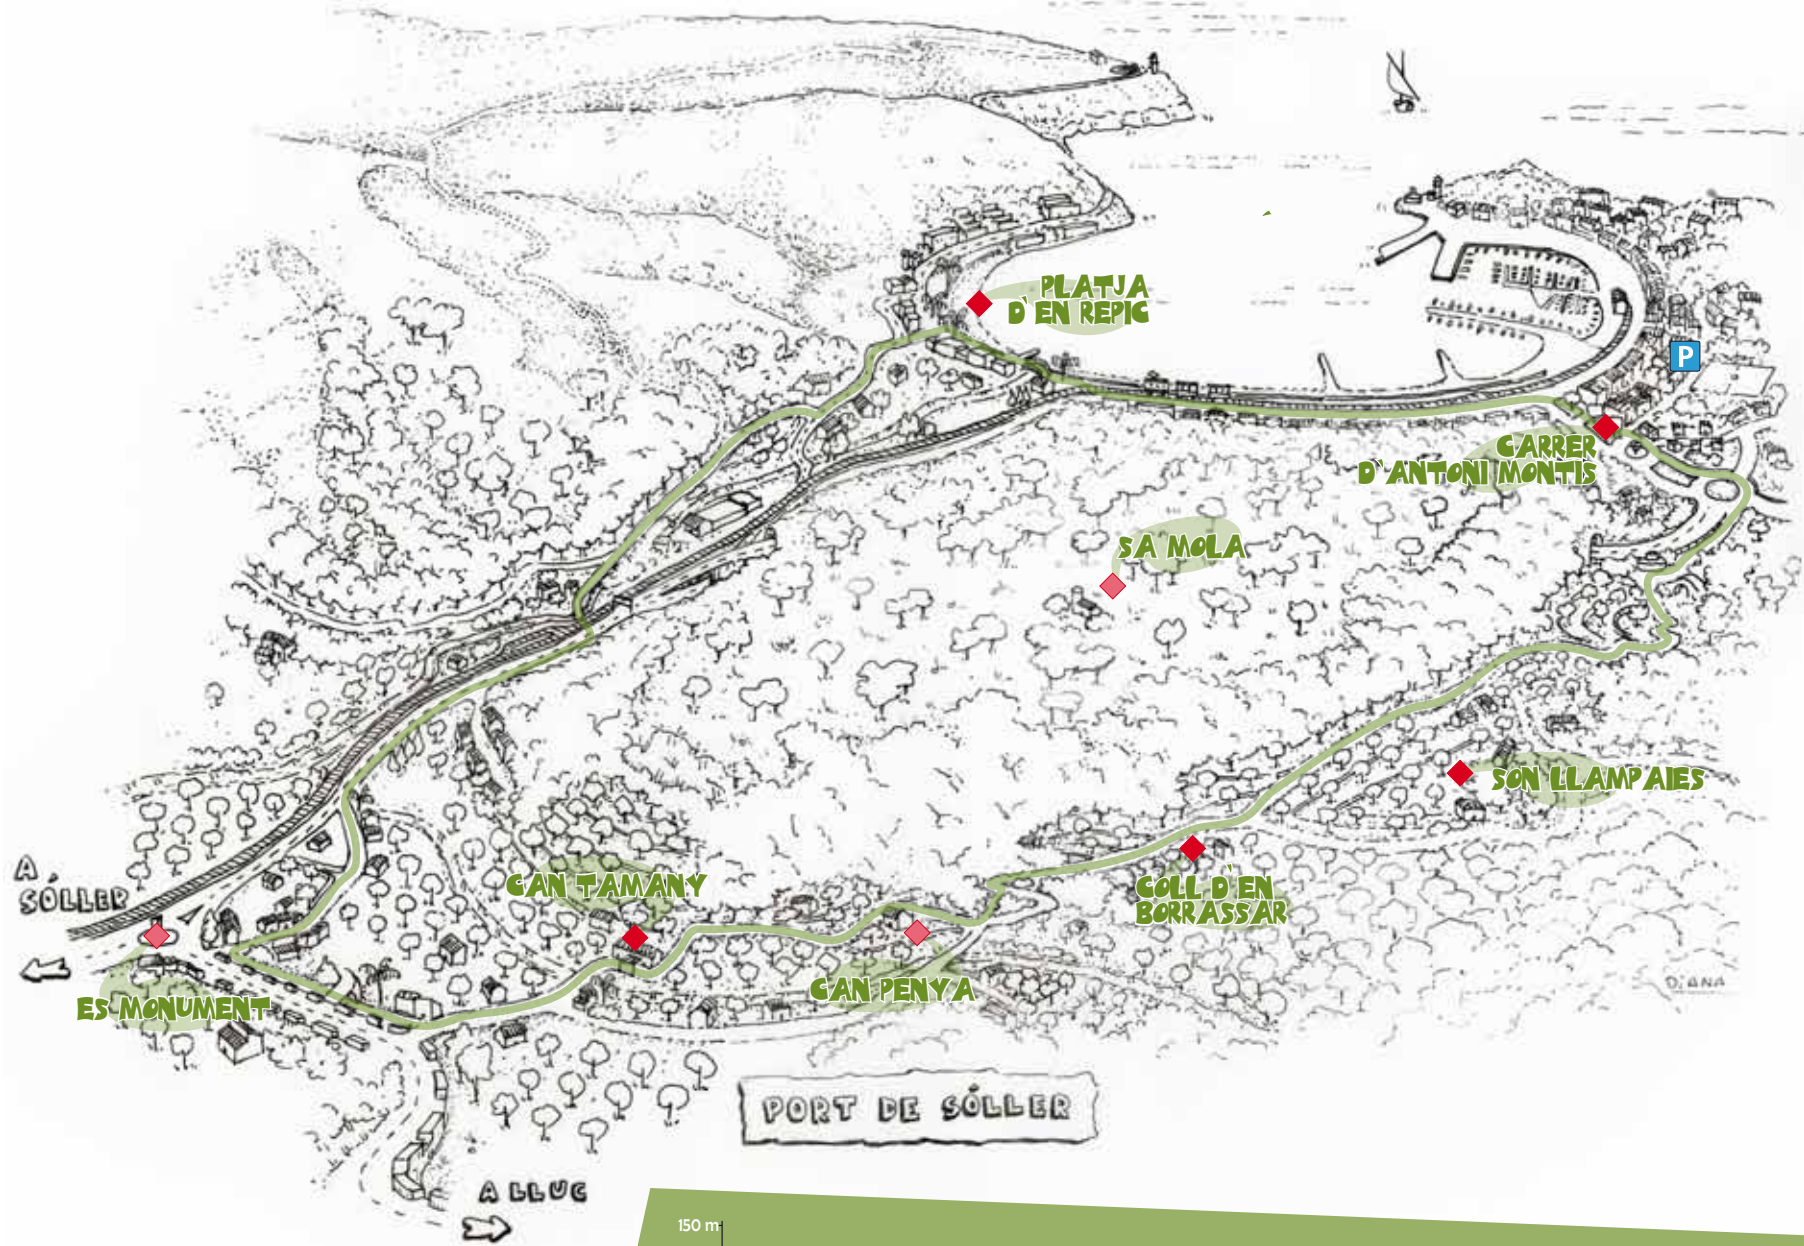 PLATJA
D'EN REPIC
P
CARRER
D'ANTONI MONTIS
SA MOLA
SON LLAMPAIES
A
SÓLLER
CAN TAMANY
COLL D'EN
BORRASSAR
CAN PENYA
ES MONUMENT
DIANA
PORT DE SÓLLER
A LLUC
150 m